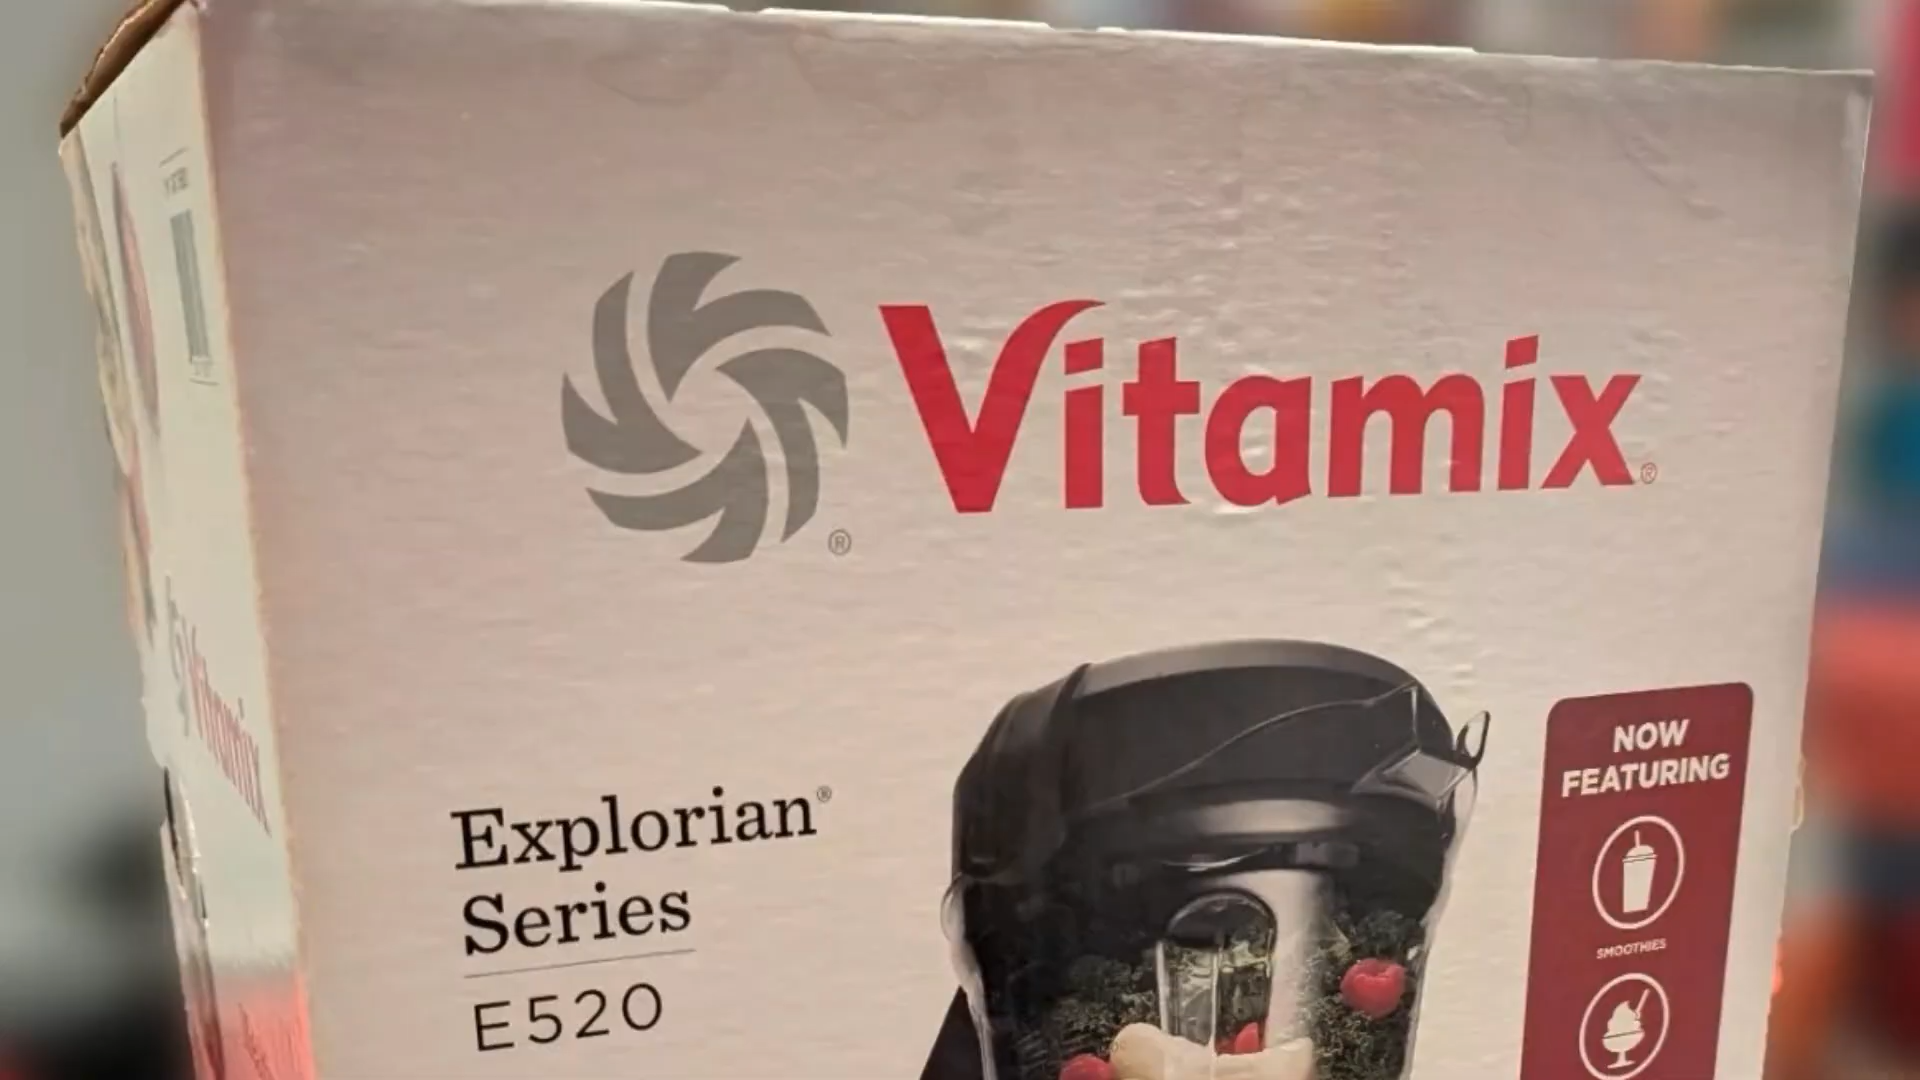 Vitamix®
®
Explorian®
Series
E520
NOW
FEATURING
SMOOTHIES
Vitamix